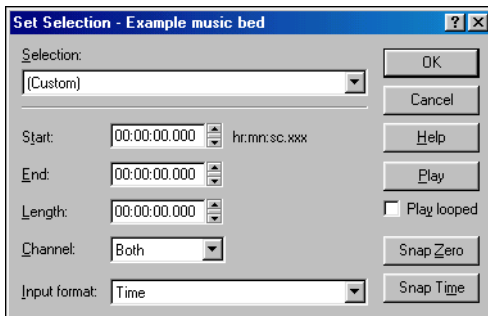 Set Selection - Example music bed
Selection:
(Custom)
OK
Cancel
Start: 00:00:00.000 hr:mn:sc.xxx
Help
End: 00:00:00.000
Play
Length: 00:00:00.000
Play looped
Channel: Both
Snap Zero
Input format: Time
Snap Time